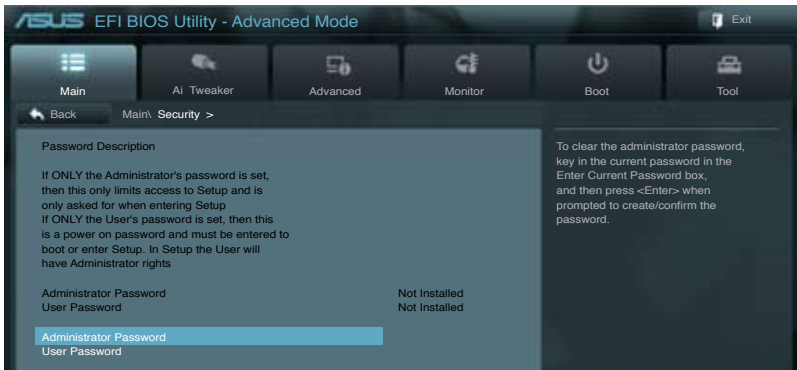 ASUS EFI BIOS Utility - Advanced Mode
Exit
Main
Ai Tweaker
Advanced
Monitor
Boot
Tool
Back
Main\ Security >
Password Description
If ONLY the Administrator's password is set,
then this only limits access to Setup and is
only asked for when entering Setup
If ONLY the User's password is set, then this
is a power on password and must be entered to
boot or enter Setup. In Setup the User will
have Administrator rights
Administrator Password Not Installed
User Password Not Installed
Administrator Password
User Password
To clear the administrator password,
key in the current password in the
Enter Current Password box,
and then press <Enter> when
prompted to create/confirm the
password.